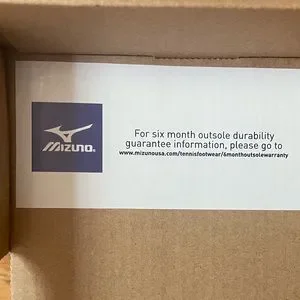 MIZUNO.
For six month outsole durability
guarantee information, please go to
www.mizunousa.com/tennisfootwear/6monthoutsolewarranty